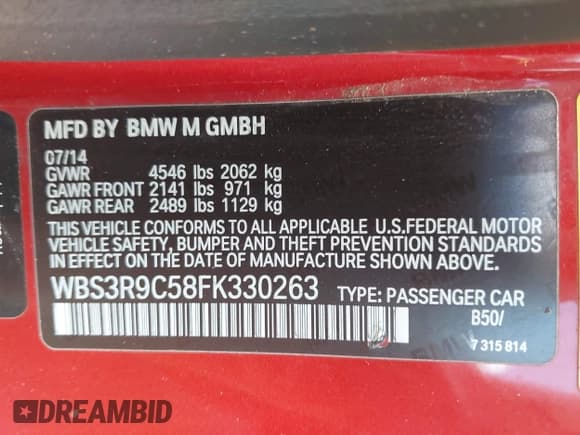 MFD BY BMW M GMBH
07/14
GVWR 4546 lbs 2062 kg
GAWR FRONT 2141 lbs 971 kg
GAWR REAR 2489 lbs 1129 kg
THIS VEHICLE CONFORMS TO ALL APPLICABLE U.S.FEDERAL MOTOR
VEHICLE SAFETY, BUMPER AND THEFT PREVENTION STANDARDS
IN EFFECT ON THE DATE OF MANUFACTURE SHOWN ABOVE.
WBS3R9C58FK330263 TYPE: PASSENGER CAR
B50/
7 315 814
DREAMBID